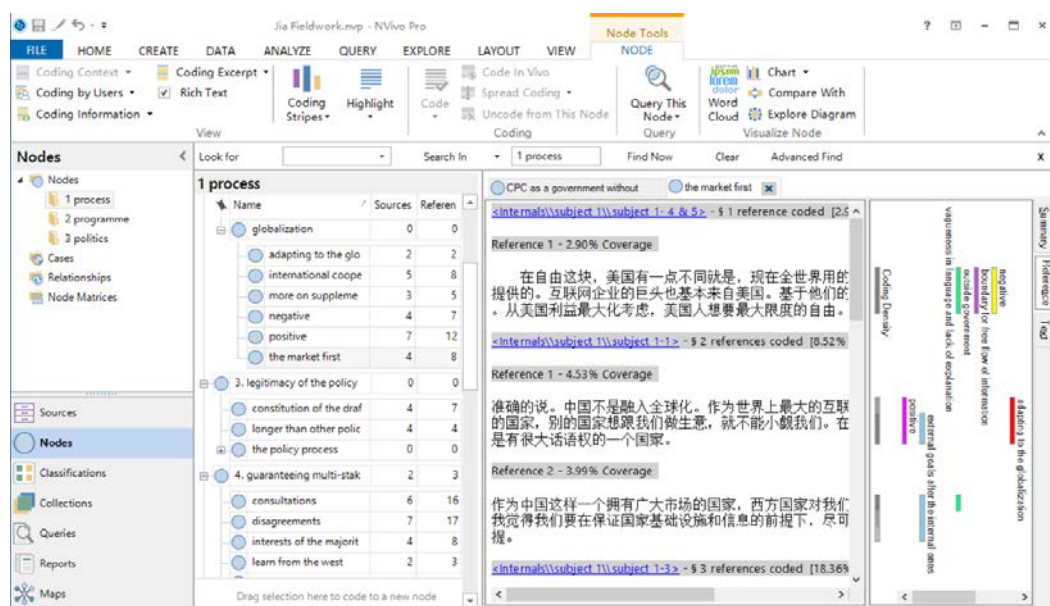 Jia Fieldwork.nvp - NVivo Pro
Node Tools
FILE HOME CREATE DATA ANALYZE QUERY EXPLORE LAYOUT VIEW NODE
Coding Context
Coding by Users
Coding Information
Coding Excerpt
Rich Text
Coding Stripes
Highlight
View
Code
Code In Vivo
Spread Coding
Uncode from This Node
Coding
Query This Node
Query
Word Cloud
Chart
Compare With
Explore Diagram
Visualize Node
Nodes
Look for
Search In
1 process
Find Now
Clear
Advanced Find
X
Nodes
1 process
2 programme
3 politics
Cases
Relationships
Node Matrices
Sources
Nodes
Classifications
Collections
Queries
Reports
Maps
1 process
Name Sources Referen
globalization 0 0
adapting to the glo 2 2
international coope 5 8
more on suppleme 3 5
negative 4 7
positive 7 12
the market first 4 8
3. legitimacy of the policy 0 0
constitution of the draf 4 7
longer than other polic 4 4
the policy process 0 0
4. guaranteeing multi-stak 2 3
consultations 6 16
disagreements 7 17
interests of the majorit 4 8
learn from the west 2 3
Drag selection here to code to a new node
CPC as a government without
the market first
<Internals\\subject 1\\subject 1- 4 & 5> - § 1 reference coded [2.9
Reference 1 - 2.90% Coverage
在自由这块，美国有一点不同就是，现在全世界用的
提供的。互联网企业的巨头也基本来自美国。基于他们的
。从美国利益最大化考虑，美国人想要最大限度的自由。
<Internals\\subject 1\\subject 1-1> - § 2 references coded [8.52%
Reference 1 - 4.53% Coverage
准确的说。中国不是融入全球化。作为世界上最大的互联
的国家，别的国家想跟我们做生意，就不能小觑我们。在
是有很大话语权的一个国家。
Reference 2 - 3.99% Coverage
作为中国这样一个拥有广大市场的国家，西方国家对我们
我觉得我们要在保证国家基础设施和信息的前提下，尽可
提。
<Internals\\subject 1\\subject 1-3> - § 3 references coded [18.36%
Coding Density
vagueness in language and lack of explanation
outside government
boundary for free flow of information
negative
positive
external goals after the internal ones
adapting to the globalization
Summary
Reference
Text